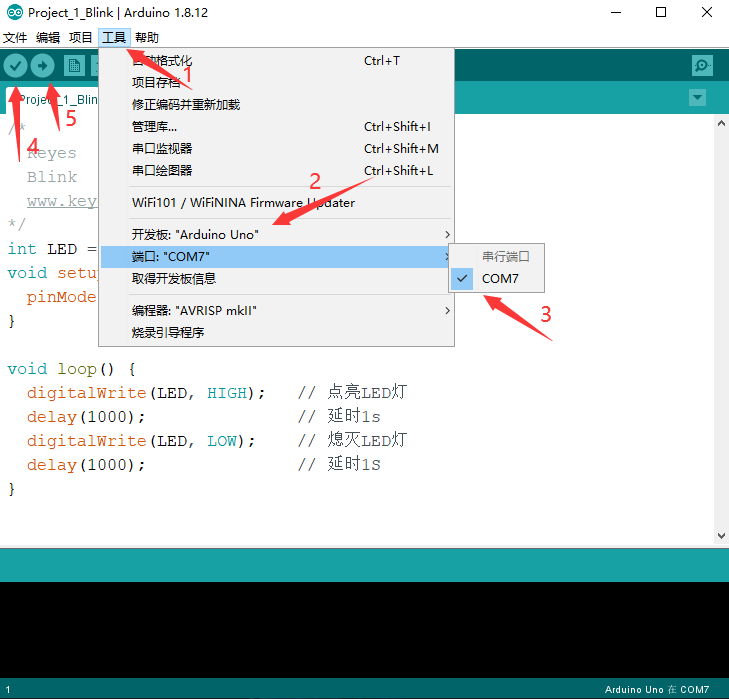 Project_1_Blink | Arduino 1.8.12
文件 编辑 项目 工具 帮助
自动格式化 Ctrl+T
1
项目存档
修正编码并重新加载
管理库... Ctrl+Shift+I
串口监视器 Ctrl+Shift+M
串口绘图器 Ctrl+Shift+L
2
WiFi101 / WiFiNINA Firmware Updater
开发板: "Arduino Uno"
端口: "COM7"
取得开发板信息
编程器: "AVRISP mkII"
烧录引导程序
串行端口
COM7
3
4
5
Project_1_Blin
/*
Keyes
Blink
www.key
*/
int LED =
void setu
pinMode
}
void loop() {
digitalWrite(LED, HIGH); // 点亮LED灯
delay(1000); // 延时1s
digitalWrite(LED, LOW); // 熄灭LED灯
delay(1000); // 延时1S
}
1 Arduino Uno 在 COM7